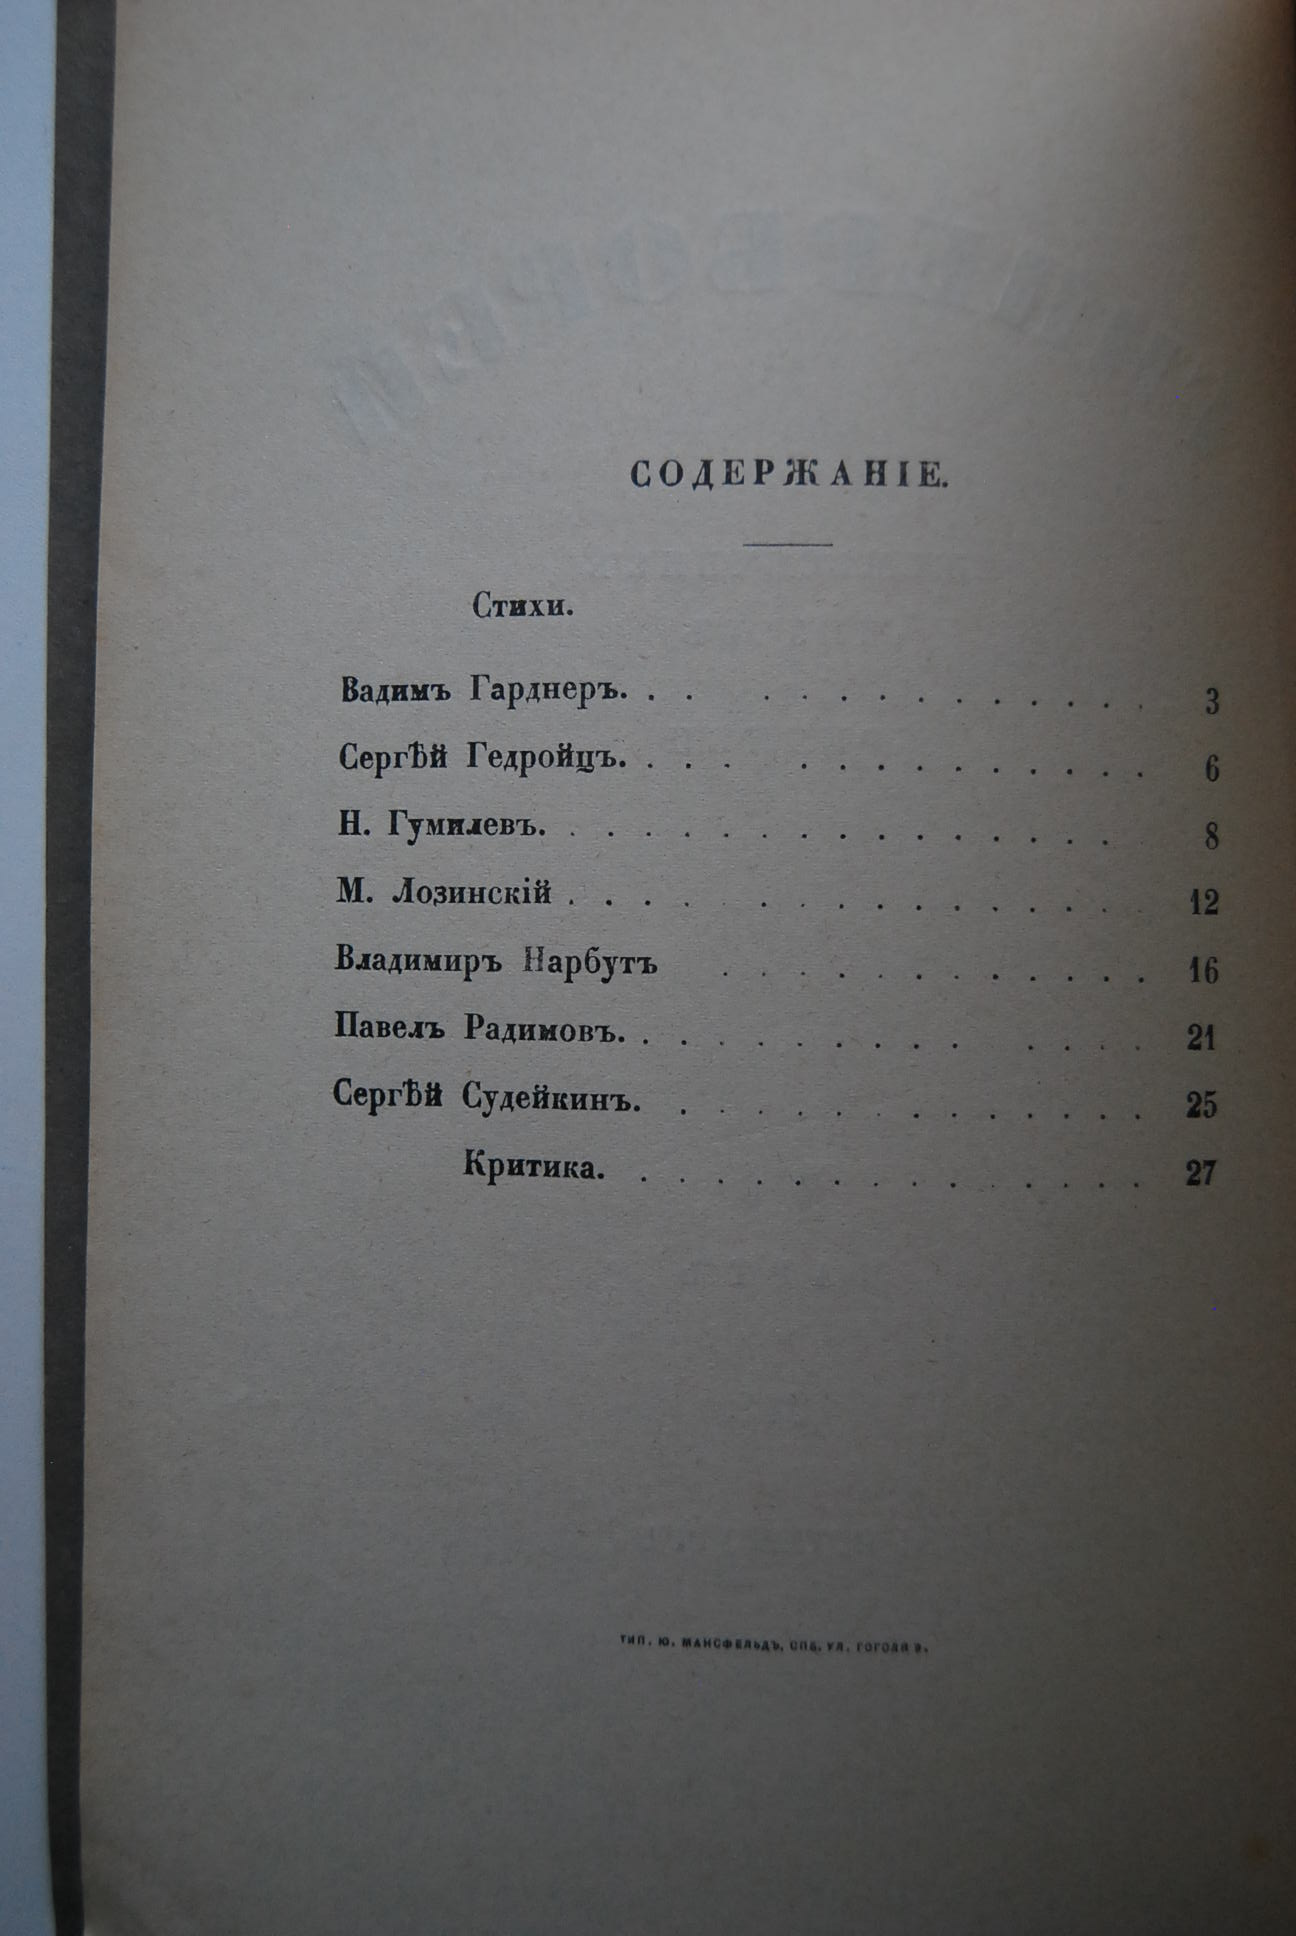 СОДЕРЖАНІЕ.
Стихи.
Вадимъ Гарднеръ. . . . . . . . . . . . . . 3
Сергѣй Гедройцъ. . . . . . . . . . . . . . 6
Н. Гумилевъ. . . . . . . . . . . . . . . . 8
М. Лозинскій . . . . . . . . . . . . . . . 12
Владимиръ Нарбутъ . . . . . . . . . . . . 16
Павелъ Радимовъ. . . . . . . . . . . . . . 21
Сергѣй Судейкинъ. . . . . . . . . . . . . . 25
Критика. . . . . . . . . . . . . . . 27
ТИП. Ю. МАНСФЕЛЬДЪ, СПБ. УЛ. ГОГОЛЯ 9.